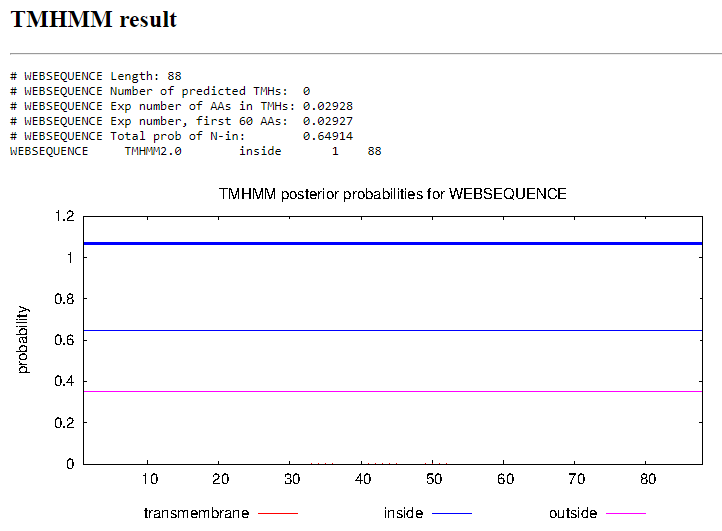 TMHMM result
# WEBSEQUENCE Length: 88
# WEBSEQUENCE Number of predicted TMHs: 0
# WEBSEQUENCE Exp number of AAs in TMHs: 0.02928
# WEBSEQUENCE Exp number, first 60 AAs: 0.02927
# WEBSEQUENCE Total prob of N-in: 0.64914
WEBSEQUENCE TMHMM2.0 inside 1 88
TMHMM posterior probabilities for WEBSEQUENCE
1.2
1
0.8
0.6
0.4
0.2
0
probability
10 20 30 40 50 60 70 80
transmembrane inside outside